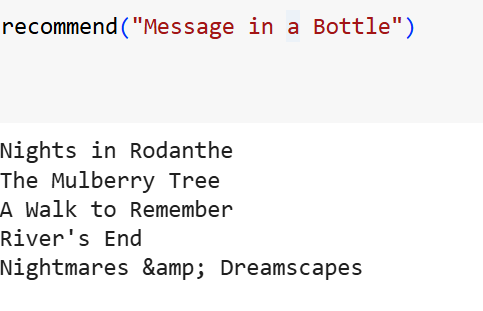 recommend("Message in a Bottle")
Nights in Rodanthe
The Mulberry Tree
A Walk to Remember
River's End
Nightmares &amp; Dreamscapes